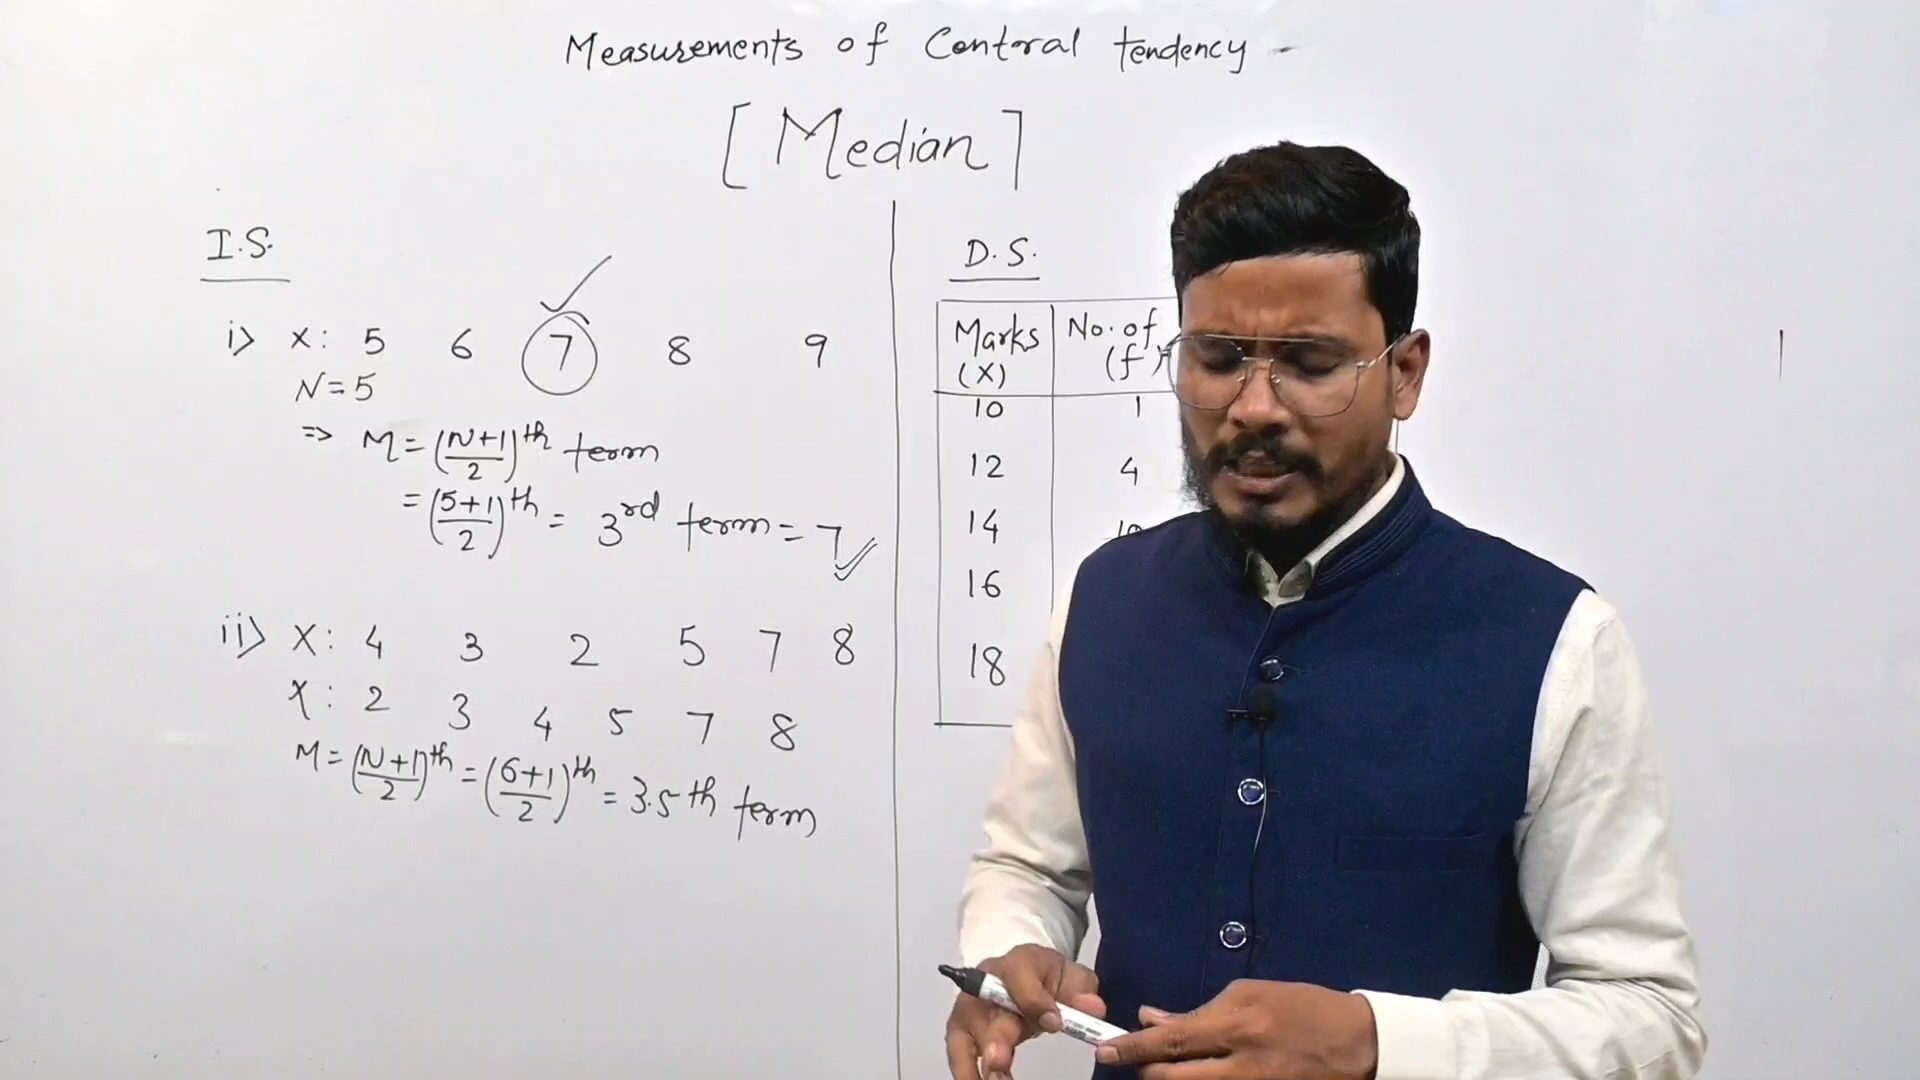 Measurements of Central tendency -
[Median]
I.S.
i> X: 5 6 7 8 9
N=5
=> M = (N+1/2)^th term
= (5+1/2)^th = 3^rd term = 7
ii> X: 4 3 2 5 7 8
X: 2 3 4 5 7 8
M = (N+1/2)^th = (6+1/2)^th = 3.5th term
D.S.
Marks (X) No. of (f)
10 1
12 4
14
16
18